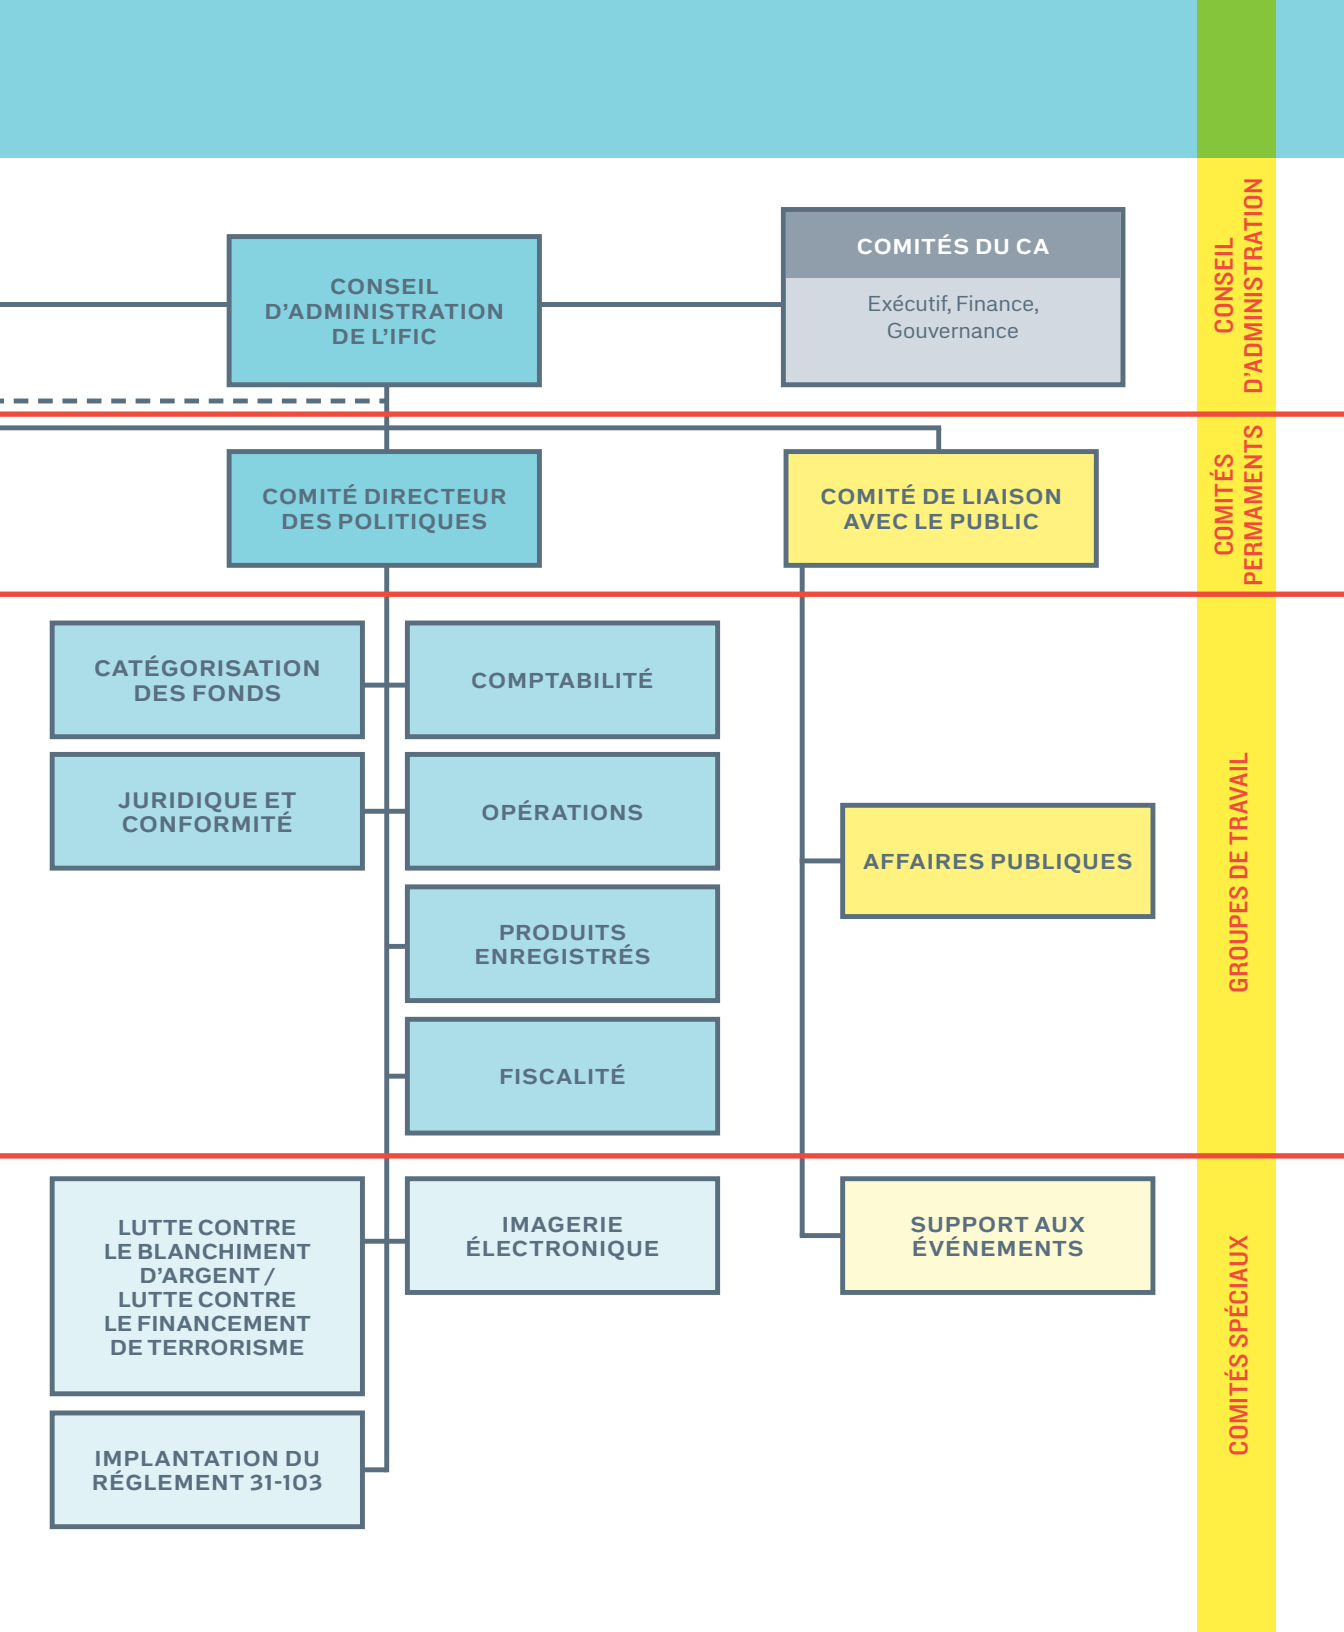 CONSEIL
D'ADMINISTRATION
DE L'IFIC
COMITÉS DU CA
Exécutif, Finance,
Gouvernance
CONSEIL
D'ADMINISTRATION
COMITÉ DIRECTEUR
DES POLITIQUES
COMITÉ DE LIAISON
AVEC LE PUBLIC
COMITÉS
PERMAMENTS
CATÉGORISATION
DES FONDS
COMPTABILITÉ
JURIDIQUE ET
CONFORMITÉ
OPÉRATIONS
PRODUITS
ENREGISTRÉS
FISCALITÉ
AFFAIRES PUBLIQUES
GROUPES DE TRAVAIL
LUTTE CONTRE
LE BLANCHIMENT
D'ARGENT /
LUTTE CONTRE
LE FINANCEMENT
DE TERRORISME
IMAGERIE
ÉLECTRONIQUE
SUPPORT AUX
ÉVÉNEMENTS
IMPLANTATION DU
RÉGLEMENT 31-103
COMITÉS SPÉCIAUX